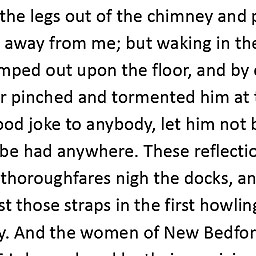 the legs out of the chimney and p
away from me; but waking in the
mped out upon the floor, and by
r pinched and tormented him at
ood joke to anybody, let him not b
be had anywhere. These reflectio
thoroughfares nigh the docks, an
st those straps in the first howling
y. And the women of New Bedfor